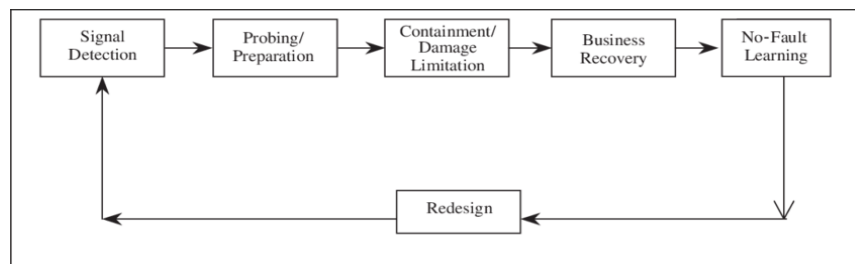 Signal
Detection
Probing/
Preparation
Containment/
Damage
Limitation
Business
Recovery
No-Fault
Learning
Redesign